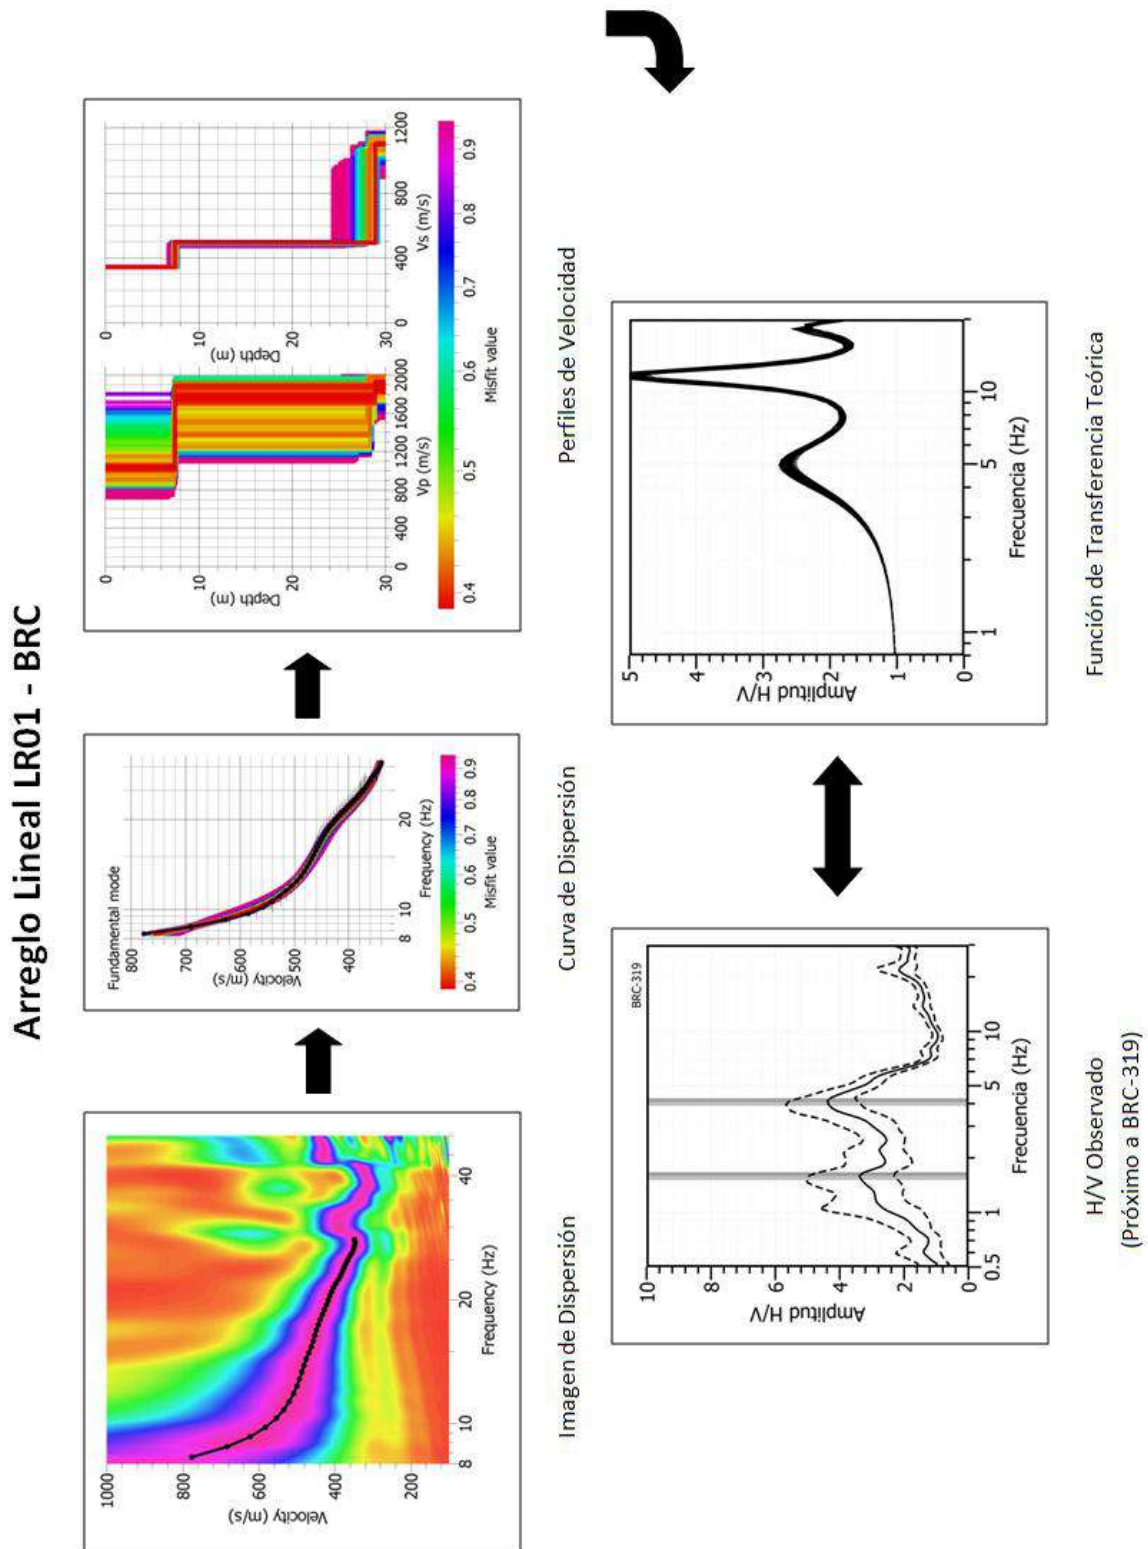 Arreglo Lineal LR01 - BRC
1000
800
600
400
200
Velocity (m/s)
8
10
20
40
Frequency (Hz)
Imagen de Dispersión
Fundamental mode
800
700
600
500
400
Velocity (m/s)
8
10
20
Frequency (Hz)
0.4
0.5
0.6
0.7
0.8
0.9
Misfit value
Curva de Dispersión
0
10
20
30
Depth (m)
0
400
800
1200
1600
2000
Vp (m/s)
0
10
20
30
Depth (m)
0
400
800
1200
Vs (m/s)
0.4
0.5
0.6
0.7
0.8
0.9
Misfit value
Perfiles de Velocidad
BRC-319
10
8
6
4
2
0
Amplitud H/V
0.5
1
5
10
Frecuencia (Hz)
H/V Observado
(Próximo a BRC-319)
5
4
3
2
1
0
Amplitud H/V
1
5
10
Frecuencia (Hz)
Función de Transferencia Teórica